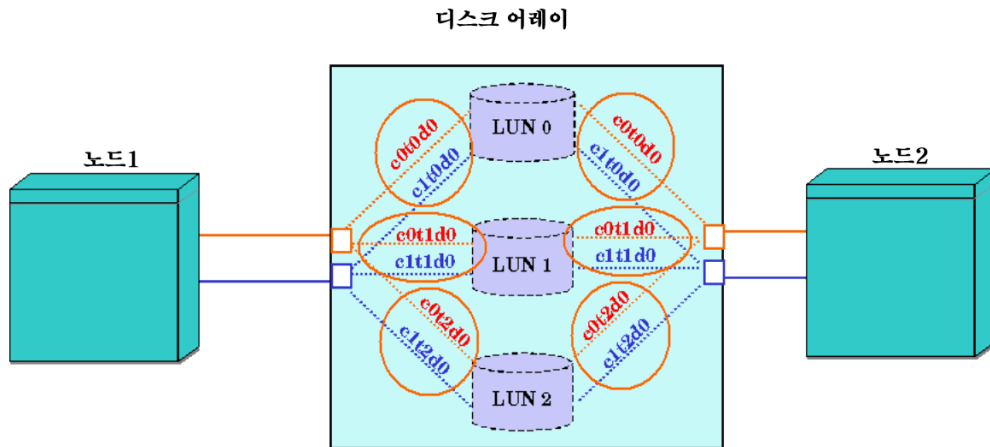 디스크 어레이
노드1
노드2
LUN 0
c0t0d0
c1t0d0
c0t0d0
c1t0d0
LUN 1
c0t1d0
c1t1d0
c0t1d0
c1t1d0
LUN 2
c0t2d0
c1t2d0
c0t2d0
c1t2d0